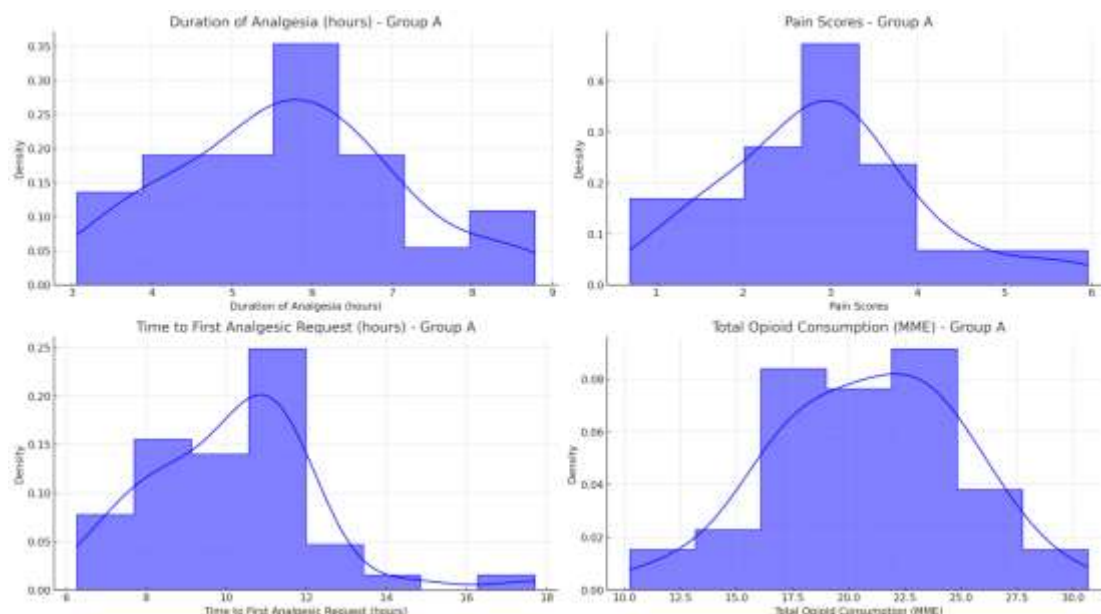 Duration of Analgesia (hours) - Group A
0.35
0.30
0.25
0.20
0.15
0.10
0.05
0.00
Density
3 4 5 6 7 8 9
Duration of Analgesia (hours)
Pain Scores - Group A
0.4
0.3
0.2
0.1
0.0
Density
1 2 3 4 5 6
Pain Scores
Time to First Analgesic Request (hours) - Group A
0.25
0.20
0.15
0.10
0.05
0.00
Density
6 8 10 12 14 16 18
Time to First Analgesic Request (hours)
Total Opioid Consumption (MME) - Group A
0.08
0.06
0.04
0.02
0.00
Density
10.0 12.5 15.0 17.5 20.0 22.5 25.0 27.5 30.0
Total Opioid Consumption (MME)